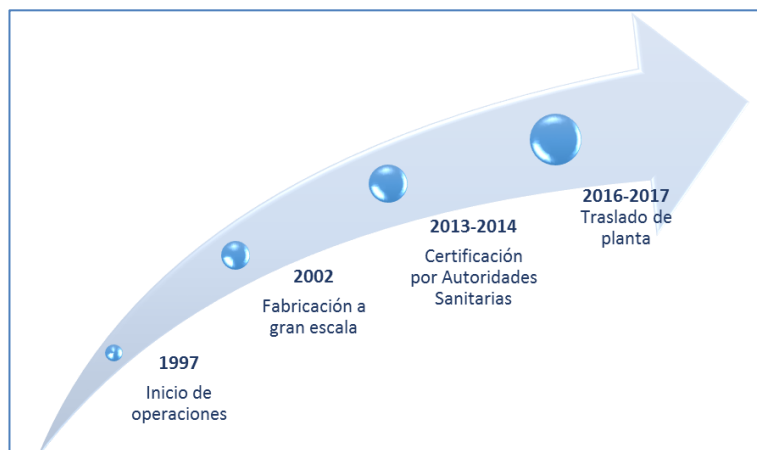 1997
Inicio de
operaciones
2002
Fabricación a
gran escala
2013-2014
Certificación
por Autoridades
Sanitarias
2016-2017
Traslado de
planta